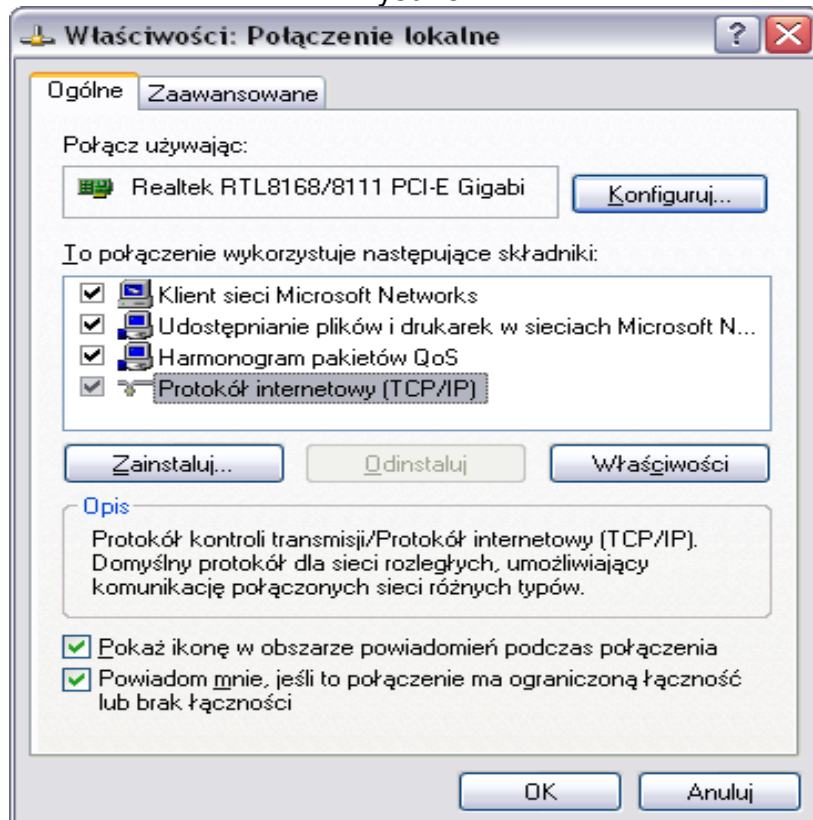 Właściwości: Połączenie lokalne
Ogólne
Zaawansowane
Połącz używając:
Realtek RTL8168/8111 PCI-E Gigabi
Konfiguruj...
To połączenie wykorzystuje następujące składniki:
Klient sieci Microsoft Networks
Udostępnianie plików i drukarek w sieciach Microsoft N...
Harmonogram pakietów QoS
Protokół internetowy (TCP/IP)
Zainstaluj...
Odinstaluj
Właściwości
Opis
Protokół kontroli transmisji/Protokół internetowy (TCP/IP).
Domyślny protokół dla sieci rozległych, umożliwiający
komunikację połączonych sieci różnych typów.
Pokaż ikonę w obszarze powiadomień podczas połączenia
Powiadom mnie, jeśli to połączenie ma ograniczoną łączność
lub brak łączności
OK
Anuluj